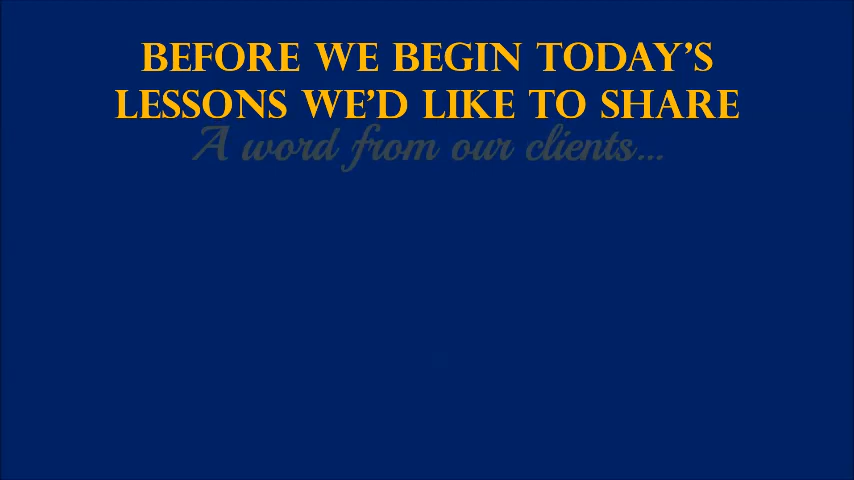 BEFORE WE BEGIN TODAY’S
LESSONS WE’D LIKE TO SHARE
A word from our clients...